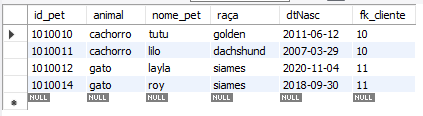 id_pet animal nome_pet raça dtNasc fk_cliente
1010010 cachorro tutu golden 2011-06-12 10
1010011 cachorro lilo dachshund 2007-03-29 10
1010012 gato layla siames 2020-11-04 11
1010014 gato roy siames 2018-09-30 11
NULL NULL NULL NULL NULL NULL